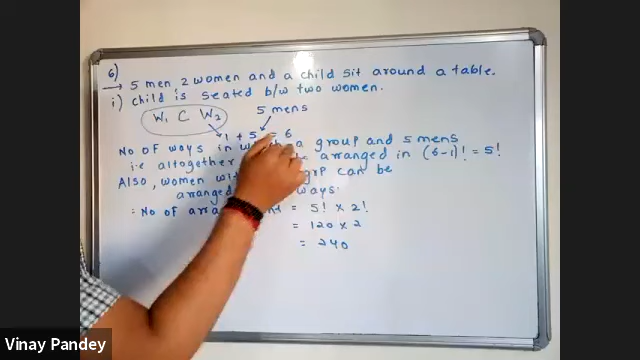 6)
→ 5 men, 2 women and a child sit around a table.
i) Child is seated b/w two women.
5 mens
W₁ C W₂
1 + 5 = 6
No of ways in a group and 5 mens
i.e altogether arranged in (6-1)! = 5!
Also, women grp can be
arranged ways.
= No of = 5! × 2!
= 120 × 2
= 240
Vinay Pandey